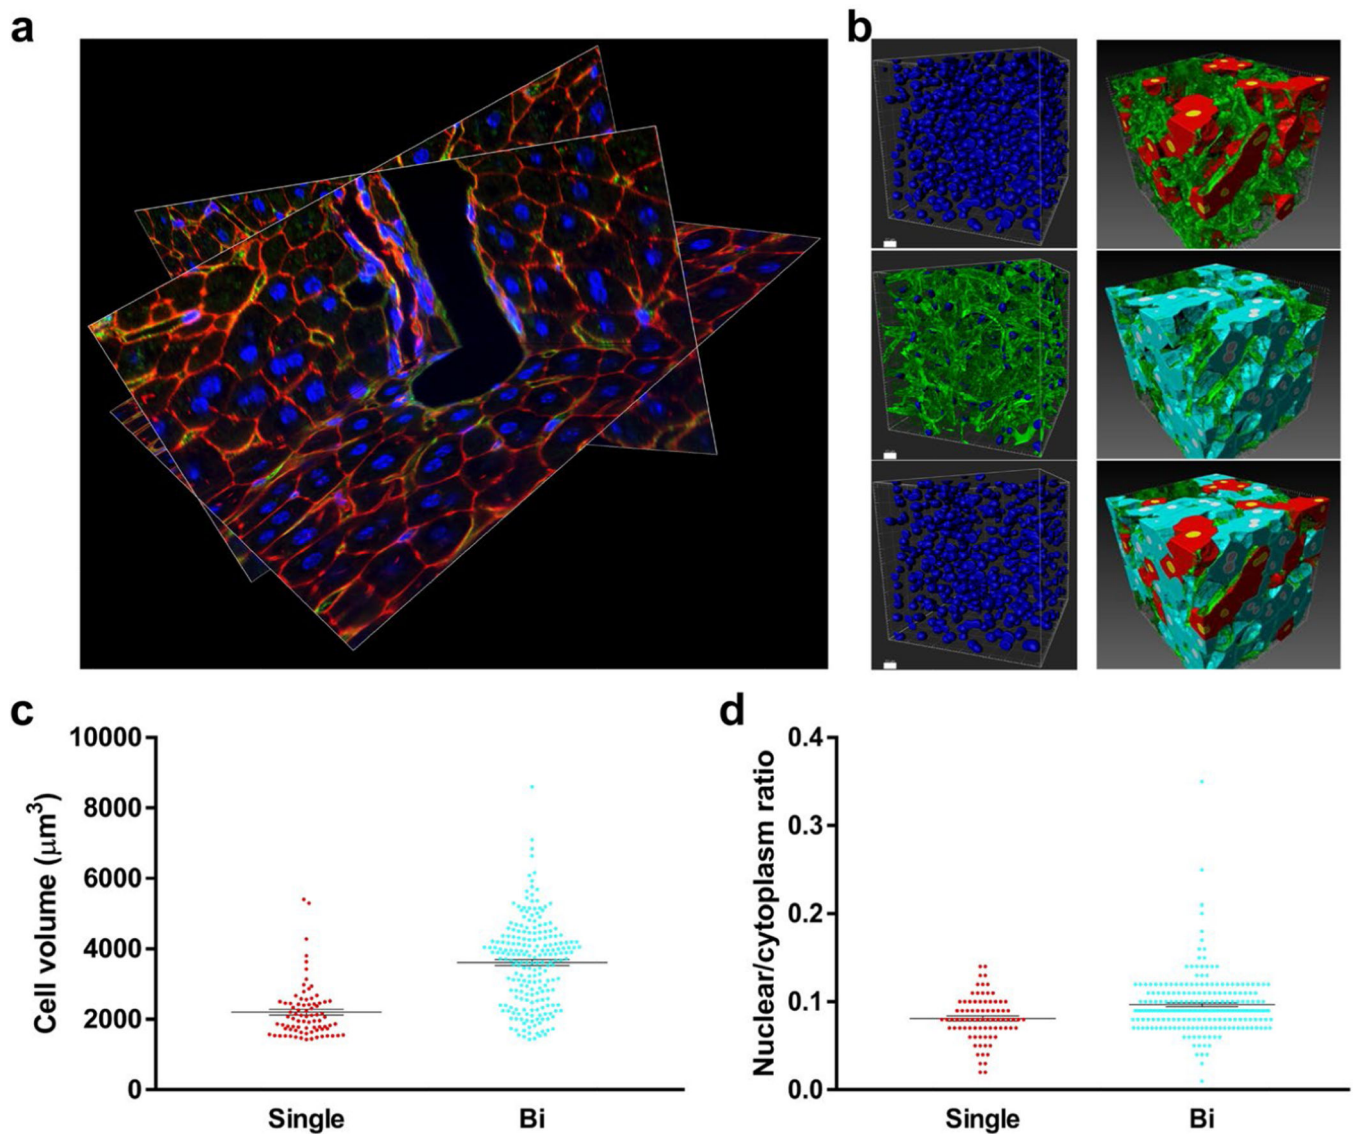 a
b
c
10000
8000
6000
4000
2000
0
Cell volume (μm³)
Single
Bi
d
0.4
0.3
0.2
0.1
0.0
Nuclear/cytoplasm ratio
Single
Bi